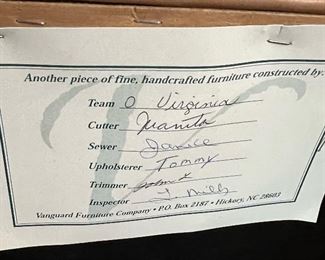 Another piece of fine, handcrafted furniture constructed by:
Team O Virginia
Cutter Juanita
Sewer Janice
Upholsterer Tommy
Trimmer
Inspector J Mills
Vanguard Furniture Company • P.O. Box 2187 • Hickory, NC 28603